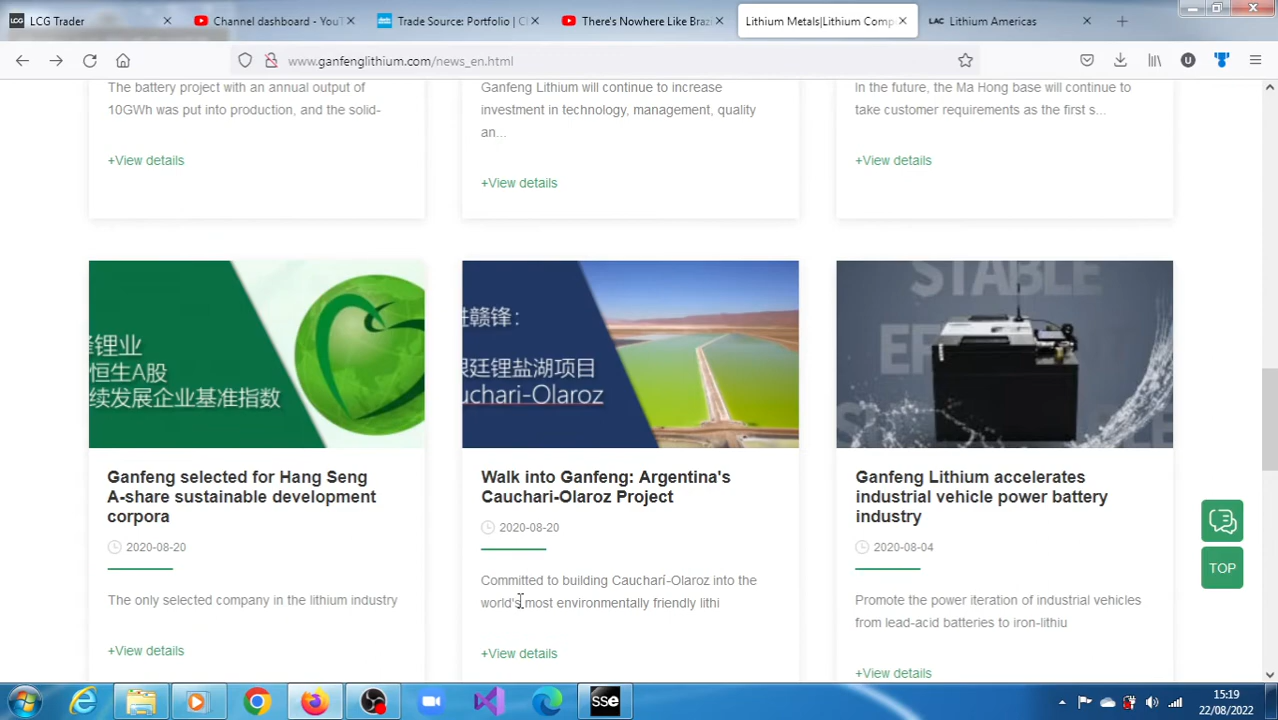 LCG Trader
Channel dashboard - YouT
Trade Source: Portfolio | Cl
There's Nowhere Like Brazi
Lithium Metals|Lithium Comp
LAC Lithium Americas
www.ganfenglithium.com/news_en.html
The battery project with an annual output of
10GWh was put into production, and the solid-
+View details
Ganfeng Lithium will continue to increase
investment in technology, management, quality
an...
+View details
In the future, the Ma Hong base will continue to
take customer requirements as the first s...
+View details
锋锂业
恒生A股
续发展企业基准指数
Ganfeng selected for Hang Seng
A-share sustainable development
corpora
2020-08-20
The only selected company in the lithium industry
+View details
进赣锋：
根廷锂盐湖项目
uchari-Olaroz
Walk into Ganfeng: Argentina's
Cauchari-Olaroz Project
2020-08-20
Committed to building Cauchari-Olaroz into the
world's most environmentally friendly lithi
+View details
STABLE
Ganfeng Lithium accelerates
industrial vehicle power battery
industry
2020-08-04
Promote the power iteration of industrial vehicles
from lead-acid batteries to iron-lithiu
+View details
TOP
SSE
15:19
22/08/2022